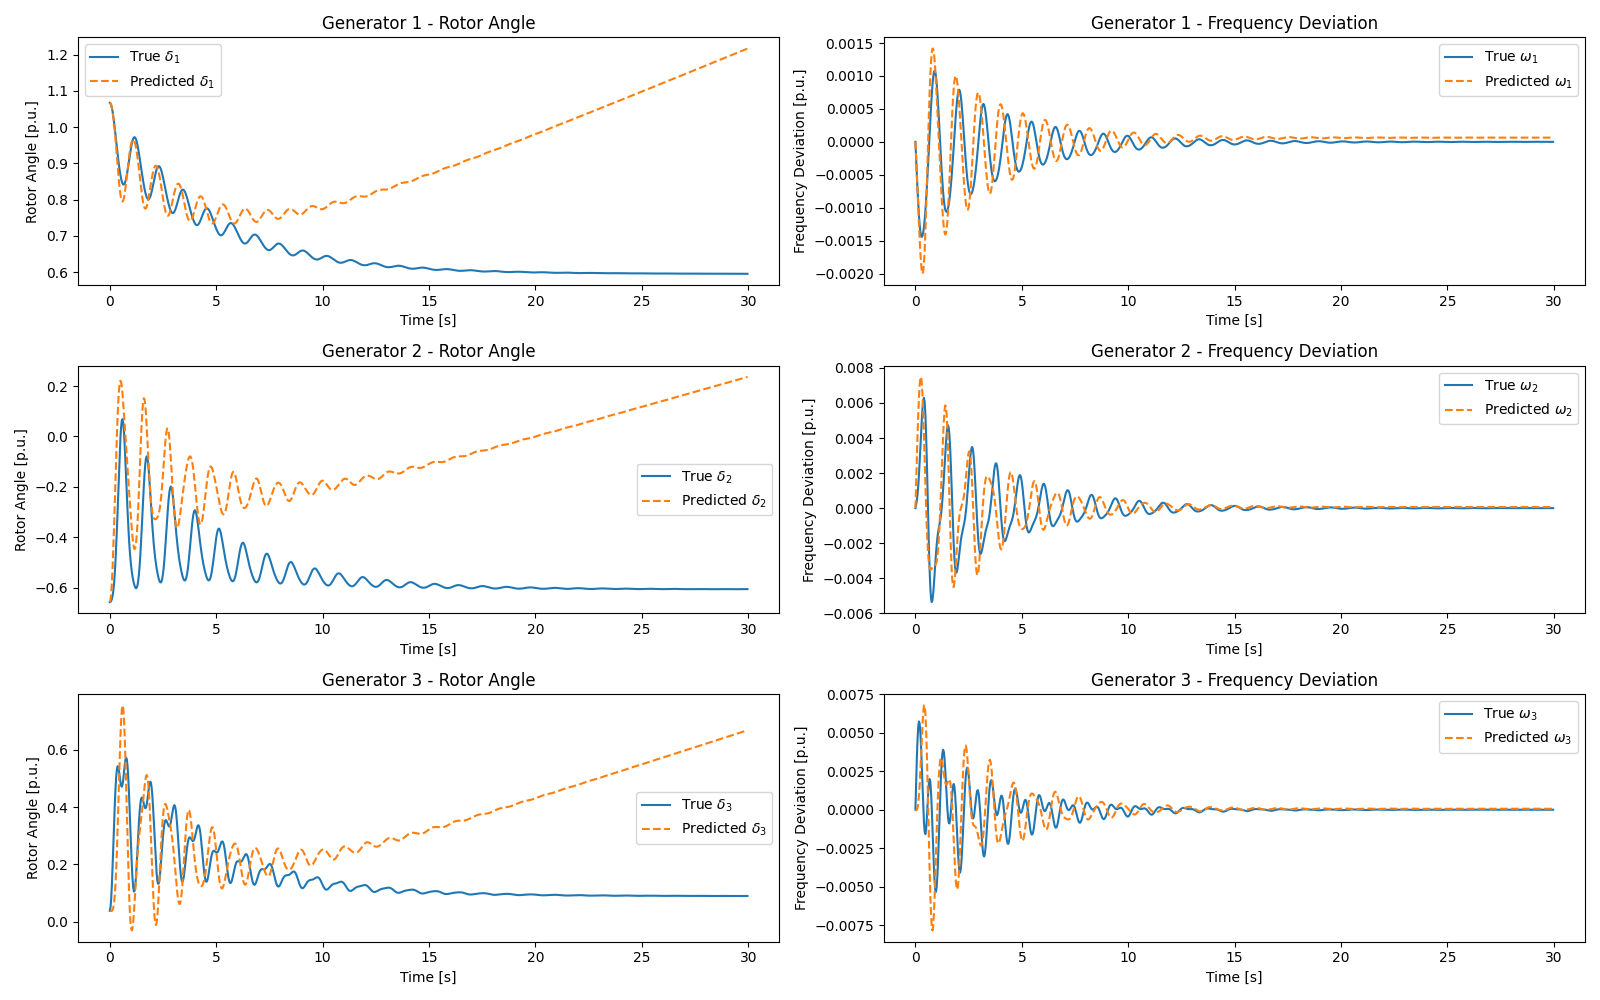 Generator 1 - Rotor Angle
Rotor Angle [p.u.]
1.2
1.1
1.0
0.9
0.8
0.7
0.6
True δ₁
Predicted δ₁
0 5 10 15 20 25 30
Time [s]
Generator 1 - Frequency Deviation
Frequency Deviation [p.u.]
0.0015
0.0010
0.0005
0.0000
−0.0005
−0.0010
−0.0015
−0.0020
True ω₁
Predicted ω₁
0 5 10 15 20 25 30
Time [s]
Generator 2 - Rotor Angle
Rotor Angle [p.u.]
0.2
0.0
−0.2
−0.4
−0.6
True δ₂
Predicted δ₂
0 5 10 15 20 25 30
Time [s]
Generator 2 - Frequency Deviation
Frequency Deviation [p.u.]
0.008
0.006
0.004
0.002
0.000
−0.002
−0.004
−0.006
True ω₂
Predicted ω₂
0 5 10 15 20 25 30
Time [s]
Generator 3 - Rotor Angle
Rotor Angle [p.u.]
0.6
0.4
0.2
0.0
True δ₃
Predicted δ₃
0 5 10 15 20 25 30
Time [s]
Generator 3 - Frequency Deviation
Frequency Deviation [p.u.]
0.0075
0.0050
0.0025
0.0000
−0.0025
−0.0050
−0.0075
True ω₃
Predicted ω₃
0 5 10 15 20 25 30
Time [s]